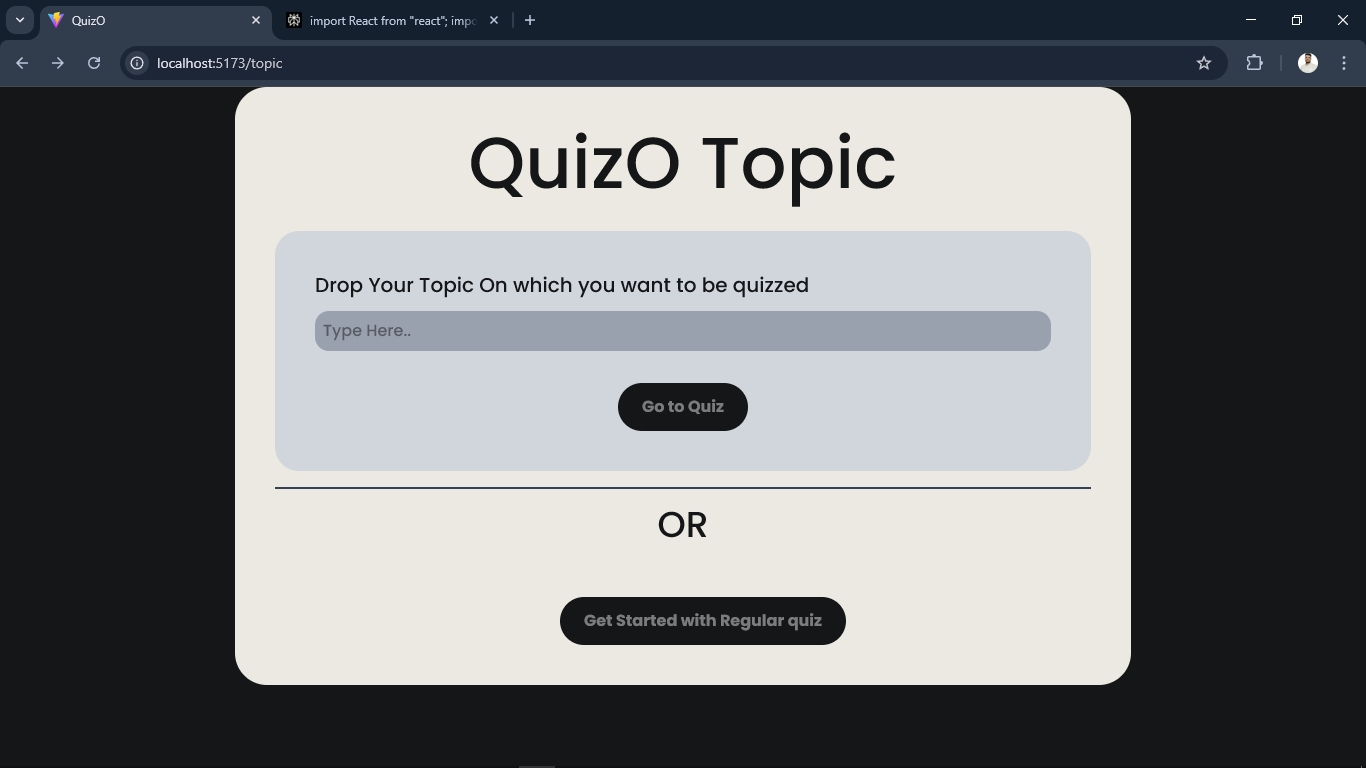 QuizO
import React from "react"; impo
localhost:5173/topic
QuizO Topic
Drop Your Topic On which you want to be quizzed
Type Here..
Go to Quiz
OR
Get Started with Regular quiz